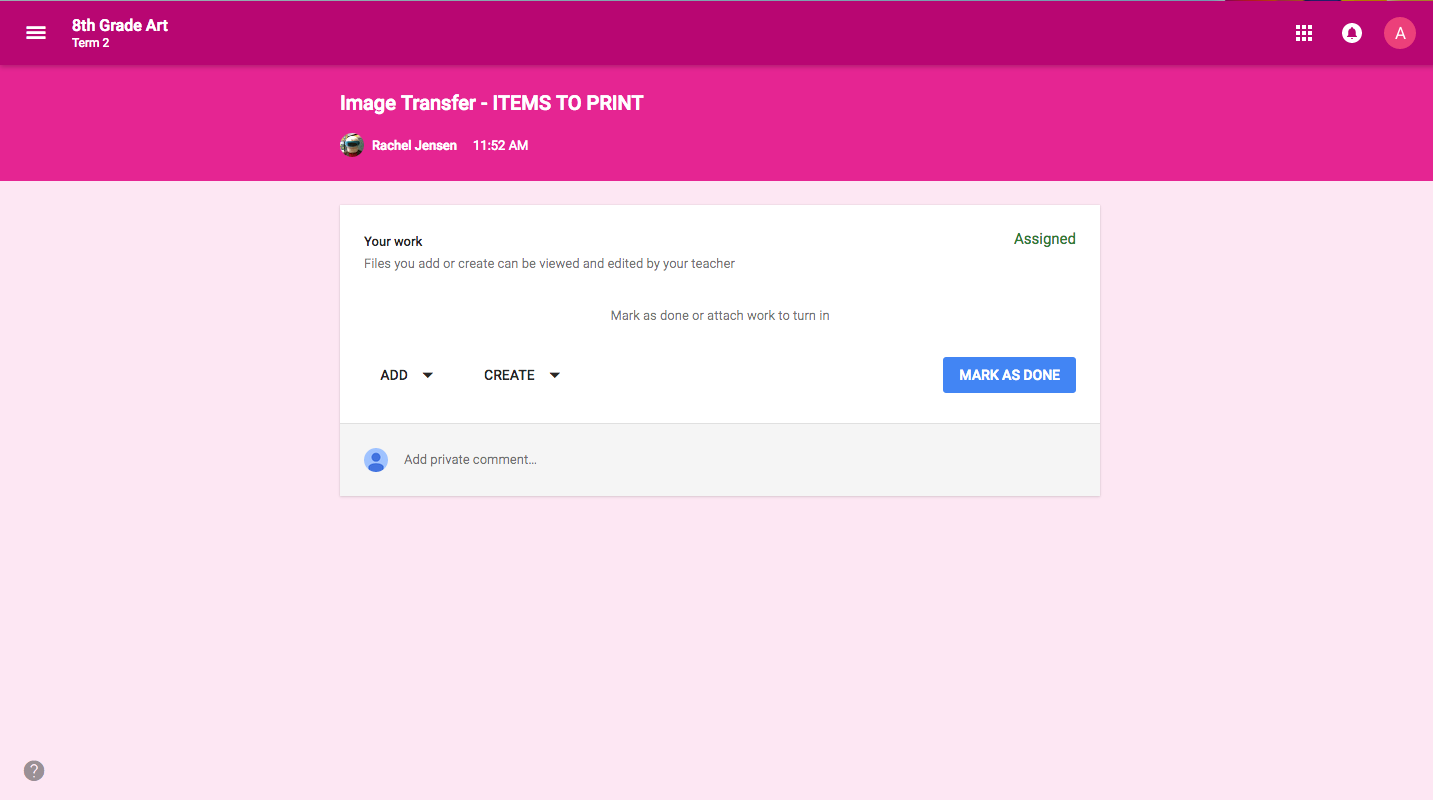 8th Grade Art
Term 2
A
Image Transfer - ITEMS TO PRINT
Rachel Jensen 11:52 AM
Your work
Assigned
Files you add or create can be viewed and edited by your teacher
Mark as done or attach work to turn in
ADD CREATE MARK AS DONE
Add private comment...
?